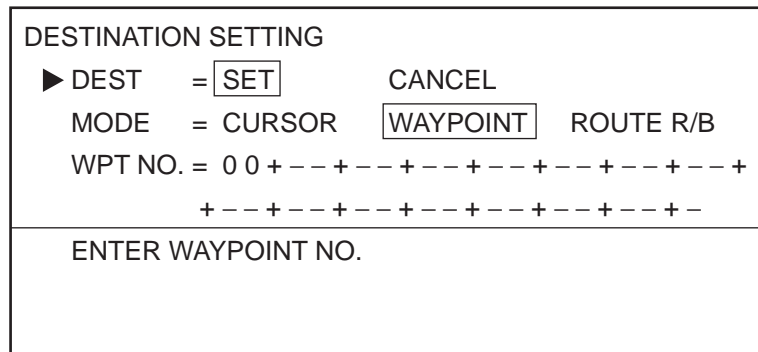 DESTINATION SETTING
▶ DEST = SET CANCEL
MODE = CURSOR WAYPOINT ROUTE R/B
WPT NO. = 0 0 + – – + – – + – – + – – + – – + – – + – – +
+ – – + – – + – – + – – + – – + – – + – – + –
ENTER WAYPOINT NO.